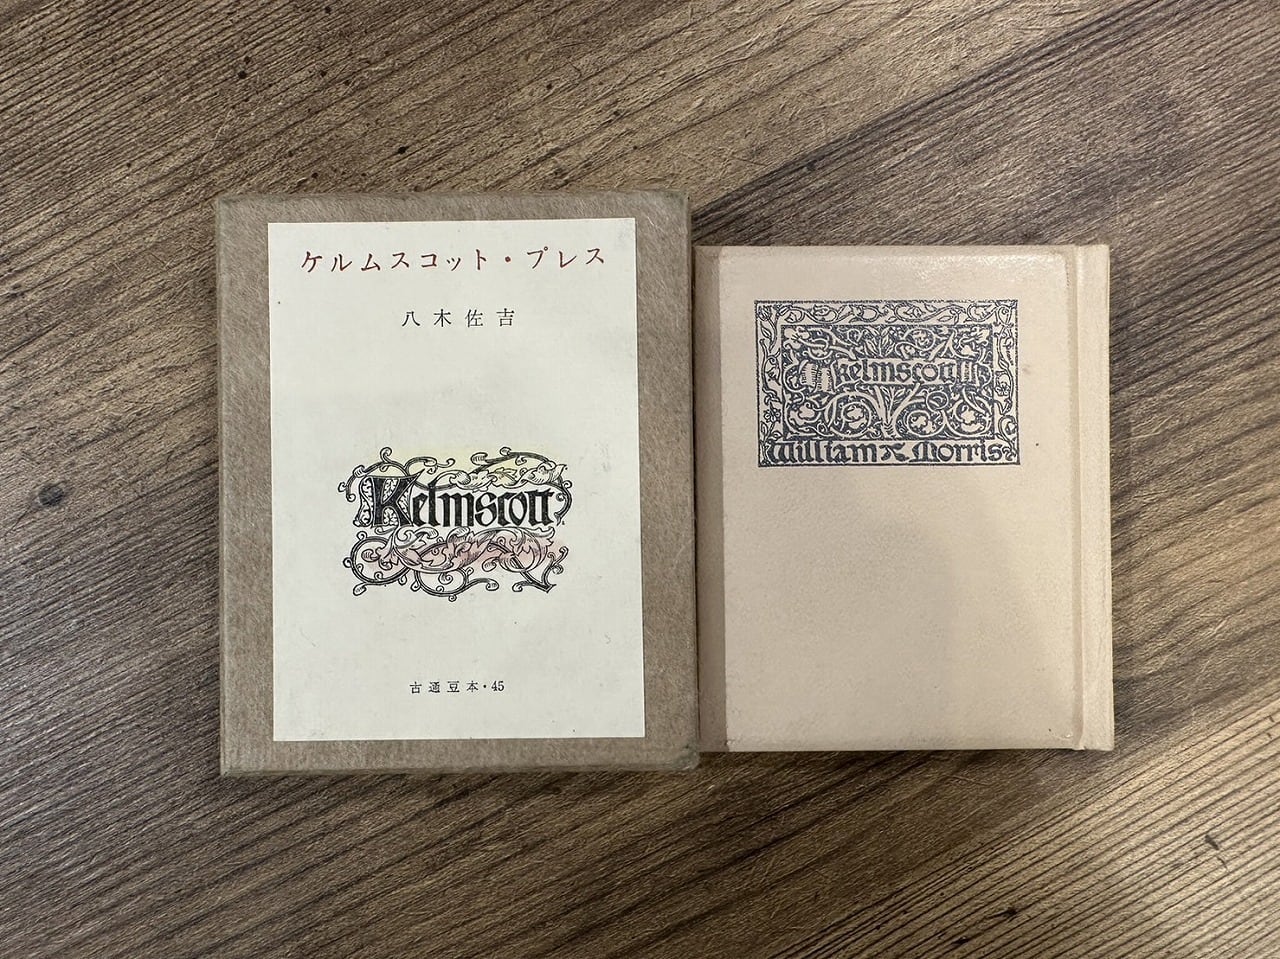 ケルムスコット・プレス
八木佐吉
Kelmscott
古通豆本・45
Kelmscott
William Morris